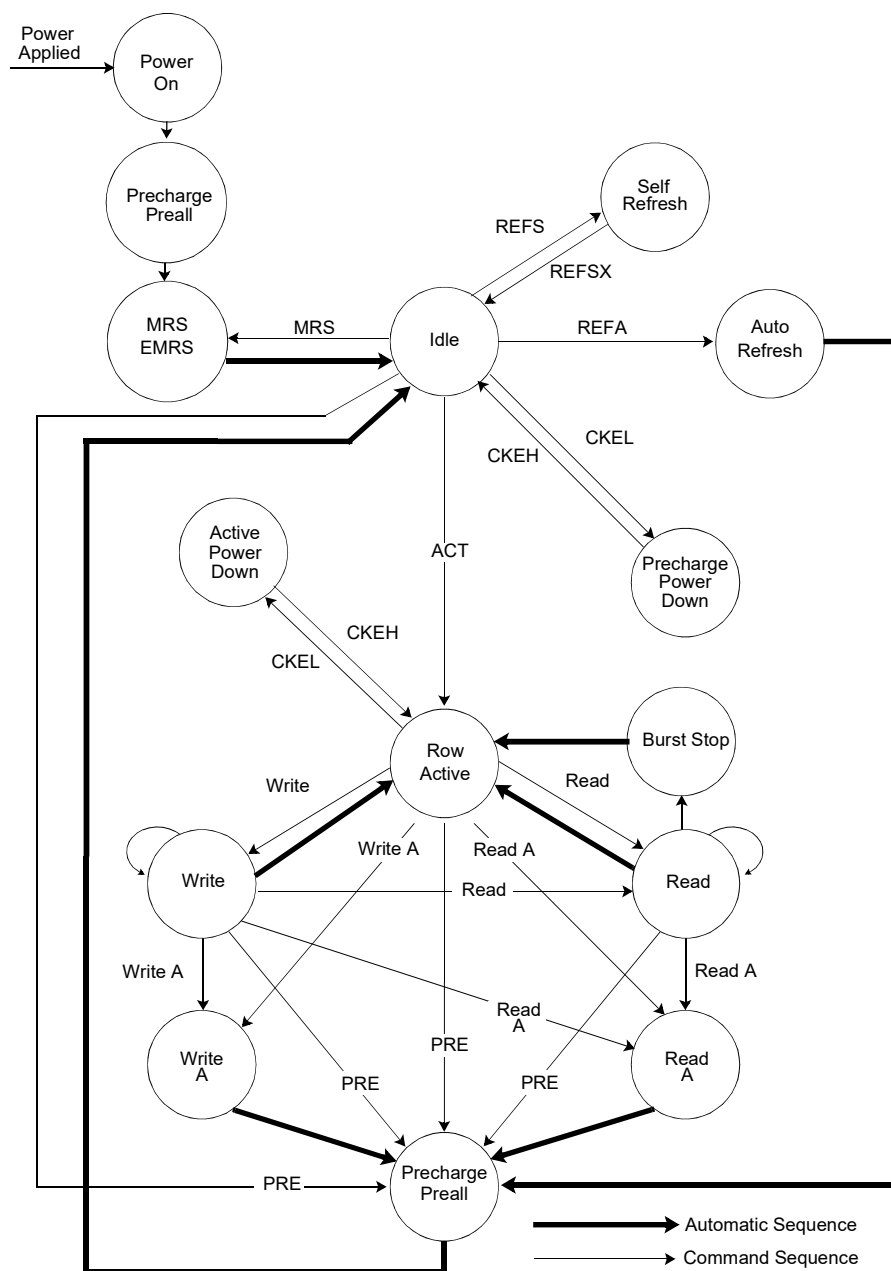 Power
Applied
Power
On
Precharge
Preall
Self
Refresh
REFS
REFSX
MRS
EMRS
MRS
Idle
REFA
Auto
Refresh
CKEL
CKEH
Active
Power
Down
ACT
Precharge
Power
Down
CKEH
CKEL
Burst Stop
Row
Active
Write
Read
Write A
Read A
Write
Read
Read
Write A
Read A
Read
A
Write
A
Read
A
PRE
PRE
PRE
Precharge
Preall
PRE
Automatic Sequence
Command Sequence